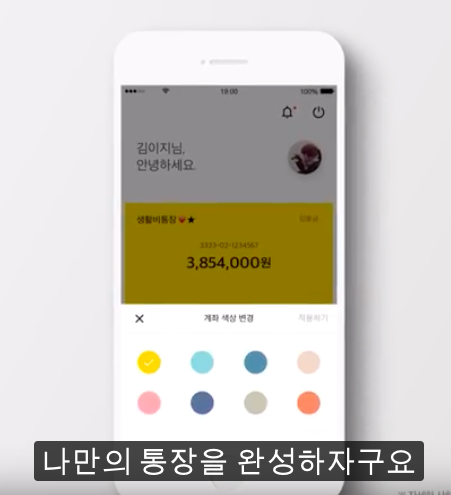 19:00
100%
김이지님,
안녕하세요.
생활비통장
3333-02-1234567
3,854,000원
계좌 색상 변경
적용하기
나만의 통장을 완성하자구요